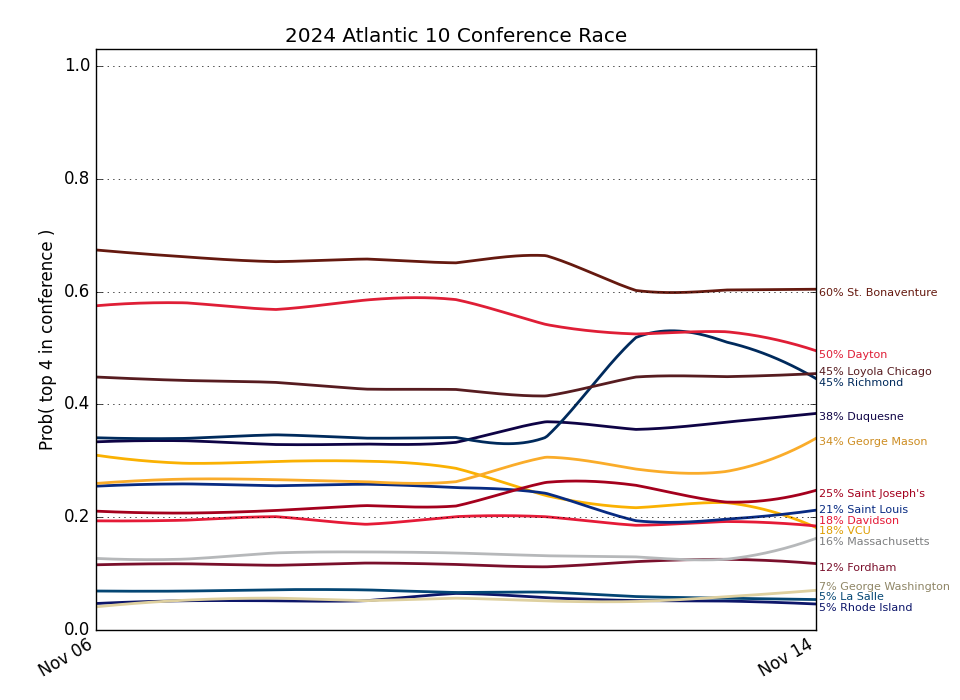 2024 Atlantic 10 Conference Race
Prob( top 4 in conference )
1.0
0.8
0.6
0.4
0.2
0.0
Nov 06
Nov 14
60% St. Bonaventure
50% Dayton
45% Loyola Chicago
45% Richmond
38% Duquesne
34% George Mason
25% Saint Joseph's
21% Saint Louis
18% Davidson
18% VCU
16% Massachusetts
12% Fordham
7% George Washington
5% La Salle
5% Rhode Island